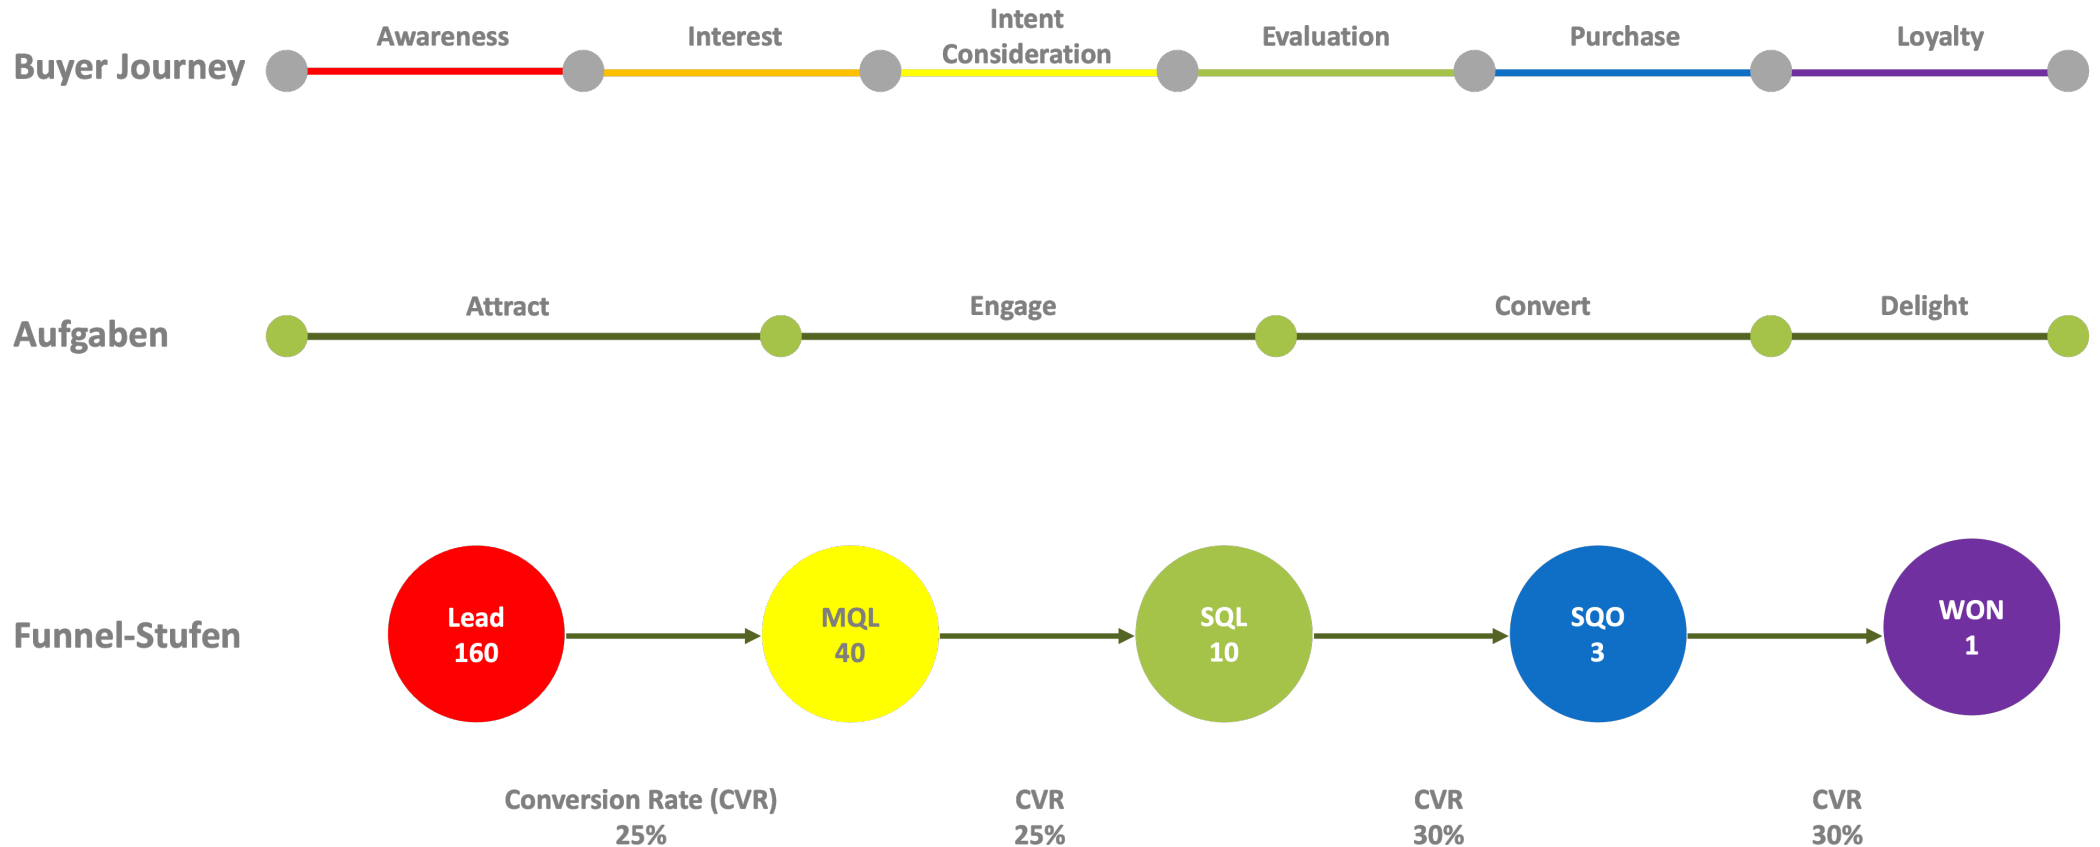 Buyer Journey
Awareness
Interest
Intent
Consideration
Evaluation
Purchase
Loyalty
Aufgaben
Attract
Engage
Convert
Delight
Funnel-Stufen
Lead
160
MQL
40
SQL
10
SQO
3
WON
1
Conversion Rate (CVR)
25%
CVR
25%
CVR
30%
CVR
30%